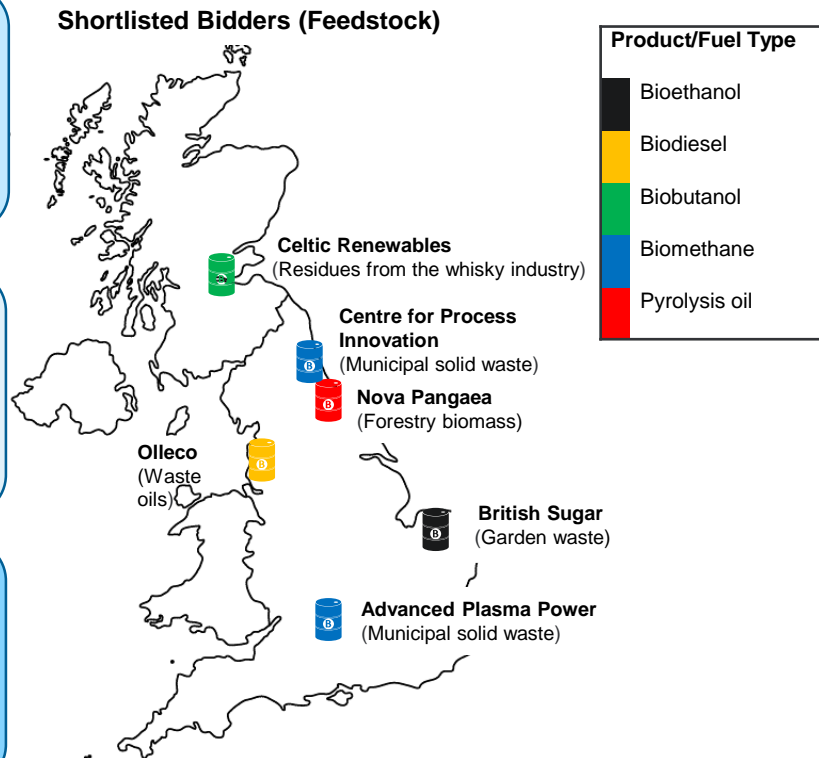 Shortlisted Bidders (Feedstock)
Product/Fuel Type
Bioethanol
Biodiesel
Biobutanol
Biomethane
Pyrolysis oil
Celtic Renewables
(Residues from the whisky industry)
Centre for Process
Innovation
(Municipal solid waste)
Nova Pangaea
(Forestry biomass)
Olleco
(Waste
oils)
British Sugar
(Garden waste)
Advanced Plasma Power
(Municipal solid waste)
B
B
B
B
B